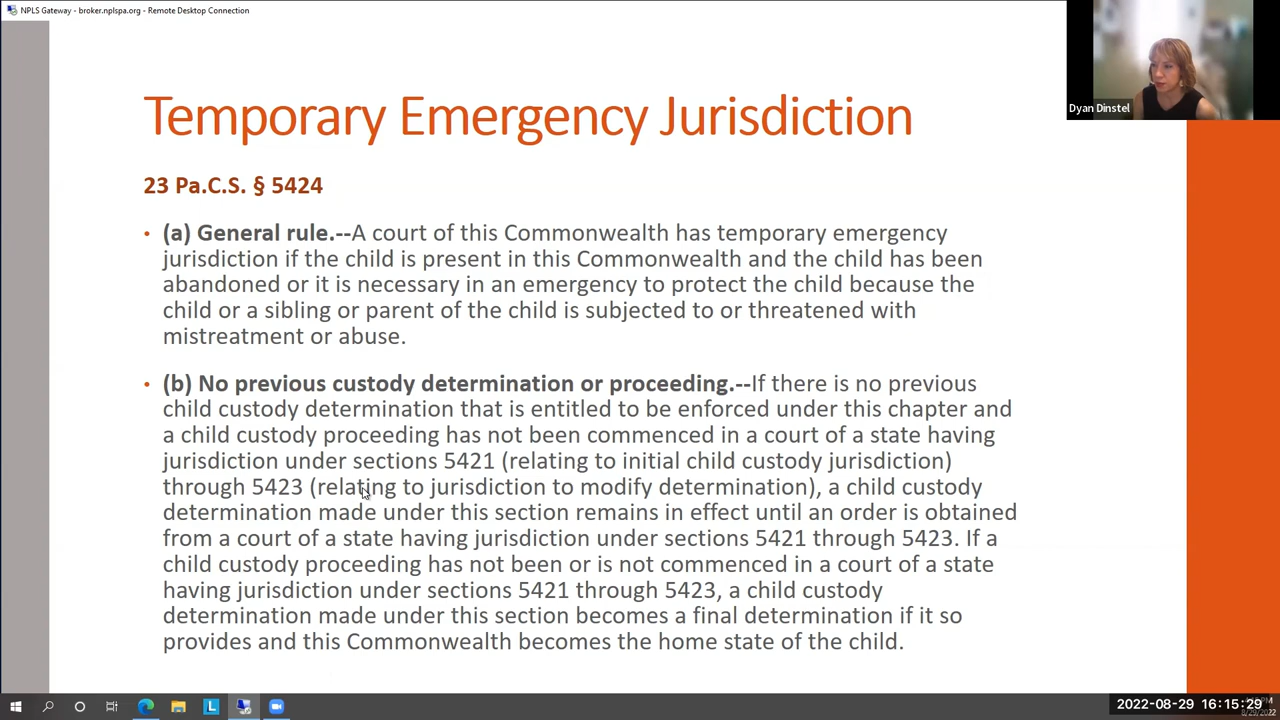 NPLS Gateway - broker.nplspa.org - Remote Desktop Connection
Dyan Dinstel
Temporary Emergency Jurisdiction
23 Pa.C.S. § 5424
• (a) General rule.--A court of this Commonwealth has temporary emergency
jurisdiction if the child is present in this Commonwealth and the child has been
abandoned or it is necessary in an emergency to protect the child because the
child or a sibling or parent of the child is subjected to or threatened with
mistreatment or abuse.
• (b) No previous custody determination or proceeding.--If there is no previous
child custody determination that is entitled to be enforced under this chapter and
a child custody proceeding has not been commenced in a court of a state having
jurisdiction under sections 5421 (relating to initial child custody jurisdiction)
through 5423 (relating to jurisdiction to modify determination), a child custody
determination made under this section remains in effect until an order is obtained
from a court of a state having jurisdiction under sections 5421 through 5423. If a
child custody proceeding has not been or is not commenced in a court of a state
having jurisdiction under sections 5421 through 5423, a child custody
determination made under this section becomes a final determination if it so
provides and this Commonwealth becomes the home state of the child.
L
2022-08-29 16:15:29